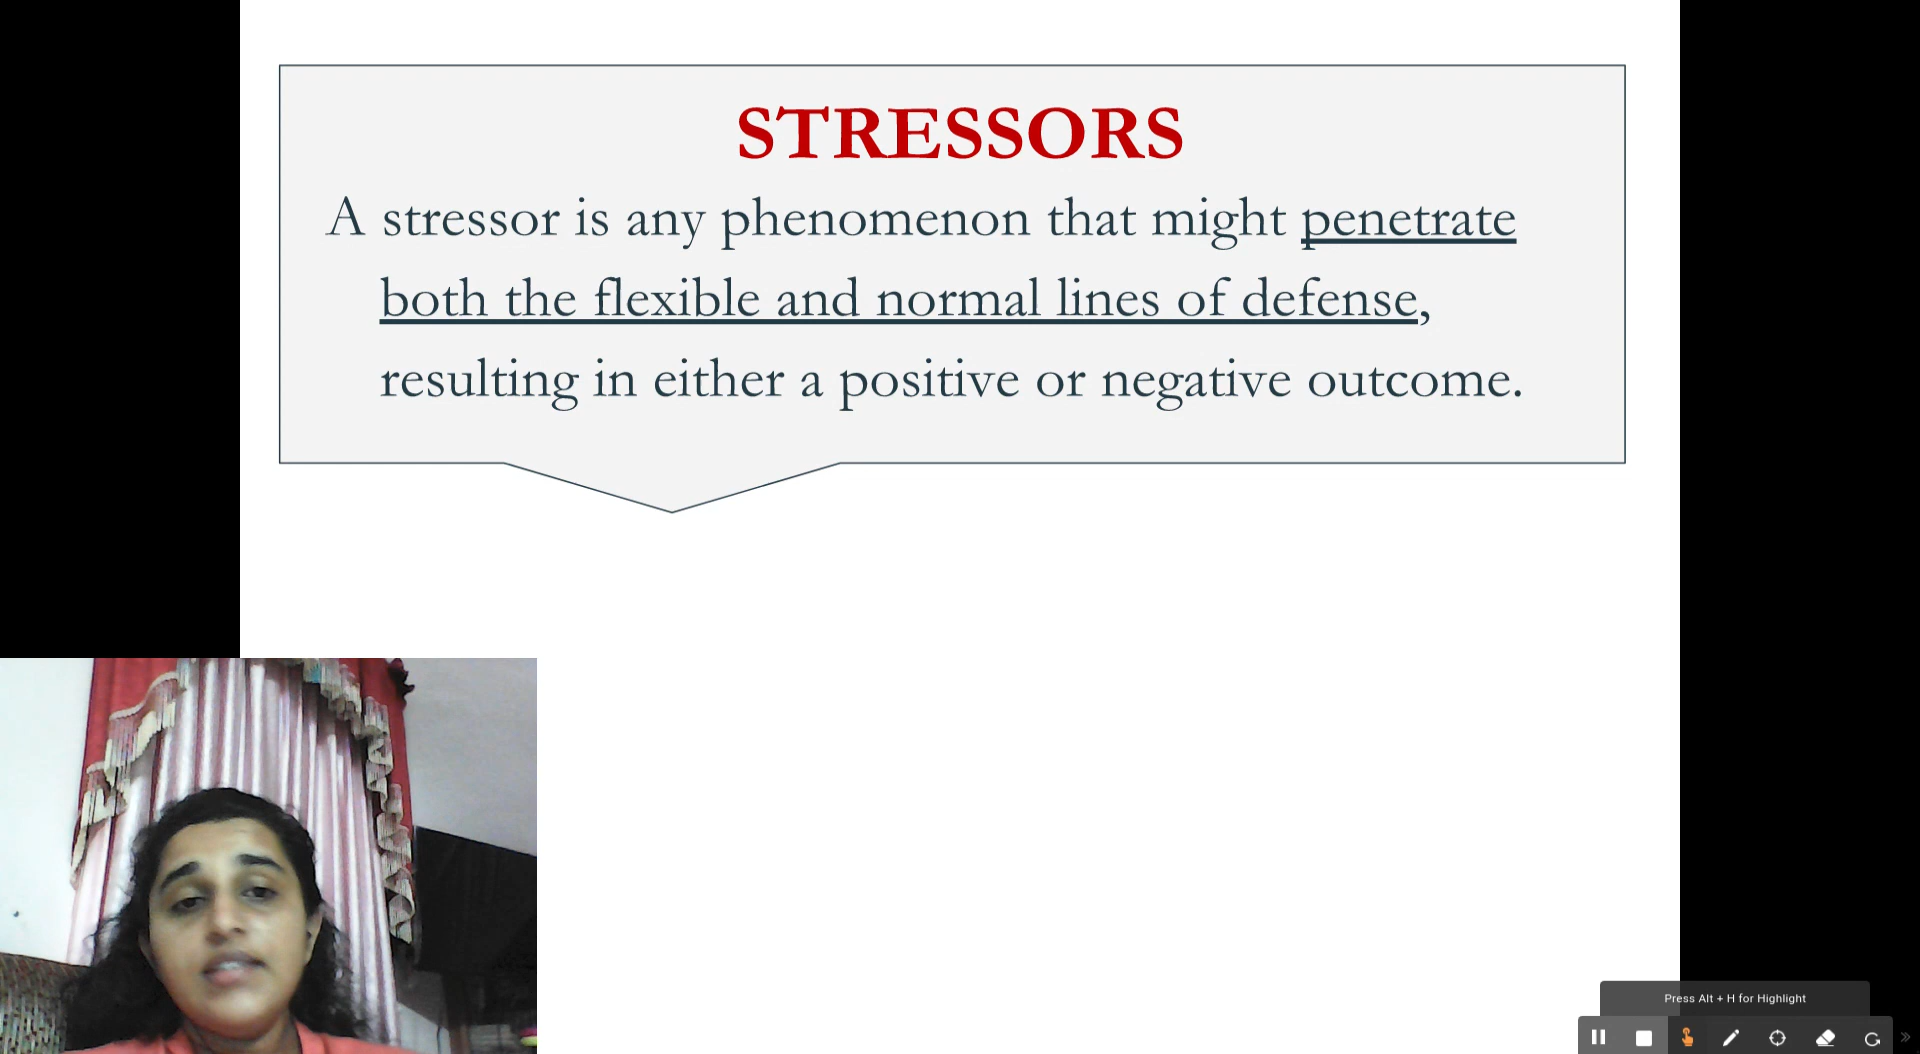 STRESSORS
A stressor is any phenomenon that might penetrate
both the flexible and normal lines of defense,
resulting in either a positive or negative outcome.
Press Alt + H for Highlight